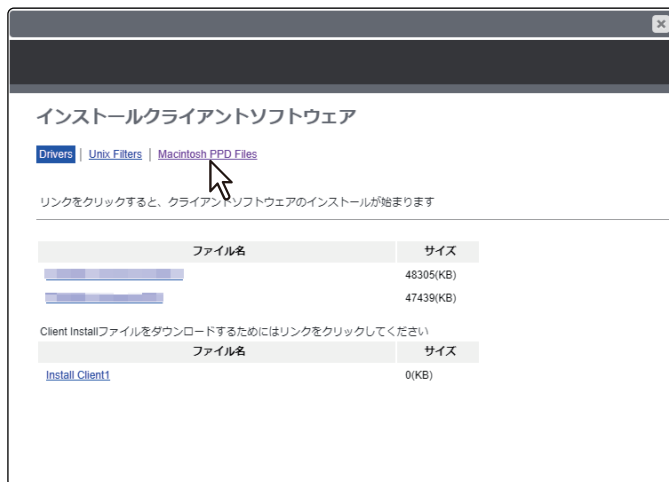 インストールクライアントソフトウェア
Drivers | Unix Filters | Macintosh PPD Files
リンクをクリックすると、クライアントソフトウェアのインストールが始まります
ファイル名 サイズ
48305(KB)
47439(KB)
Client Installファイルをダウンロードするためにはリンクをクリックしてください
ファイル名 サイズ
Install Client1 0(KB)